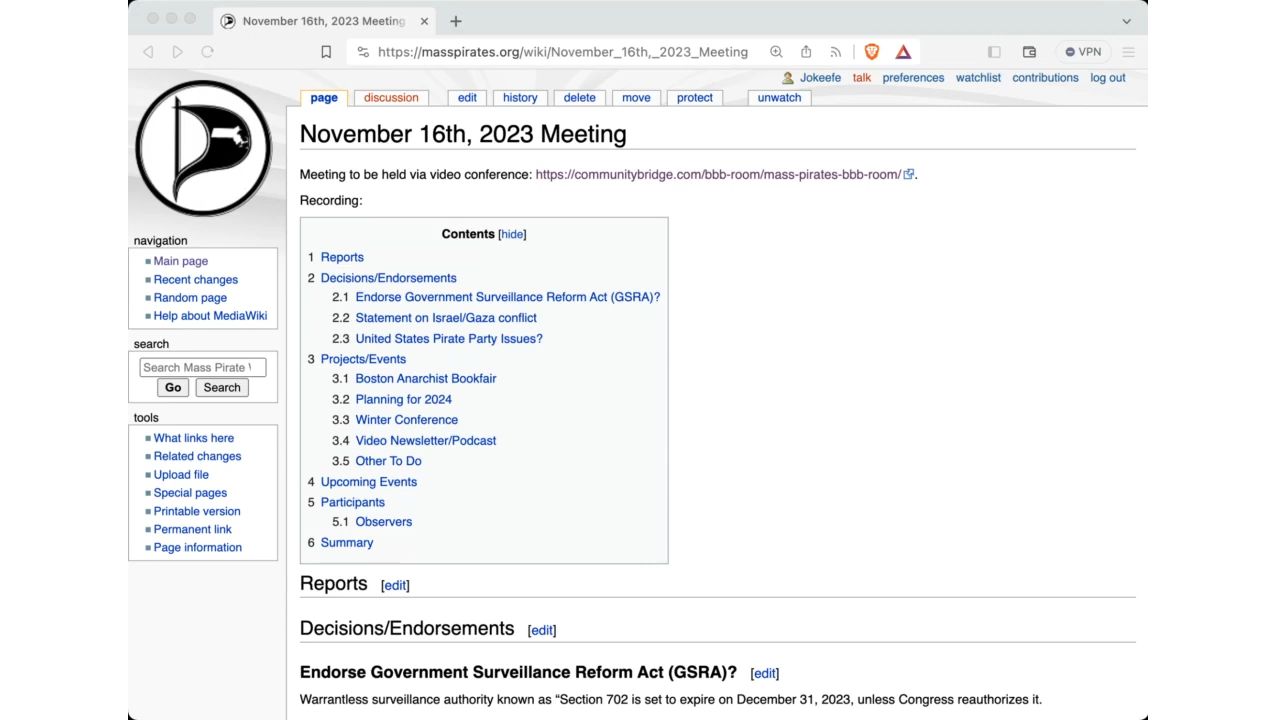 November 16th, 2023 Meeting
https://masspirates.org/wiki/November_16th,_2023_Meeting
VPN
Jokeefe talk preferences watchlist contributions log out
page discussion edit history delete move protect unwatch
November 16th, 2023 Meeting
Meeting to be held via video conference: https://communitybridge.com/bbb-room/mass-pirates-bbb-room/.
Recording:
Contents [hide]
1 Reports
2 Decisions/Endorsements
2.1 Endorse Government Surveillance Reform Act (GSRA)?
2.2 Statement on Israel/Gaza conflict
2.3 United States Pirate Party Issues?
3 Projects/Events
3.1 Boston Anarchist Bookfair
3.2 Planning for 2024
3.3 Winter Conference
3.4 Video Newsletter/Podcast
3.5 Other To Do
4 Upcoming Events
5 Participants
5.1 Observers
6 Summary
navigation
Main page
Recent changes
Random page
Help about MediaWiki
search
Search Mass Pirate
Go Search
tools
What links here
Related changes
Upload file
Special pages
Printable version
Permanent link
Page information
Reports [edit]
Decisions/Endorsements [edit]
Endorse Government Surveillance Reform Act (GSRA)? [edit]
Warrantless surveillance authority known as “Section 702 is set to expire on December 31, 2023, unless Congress reauthorizes it.